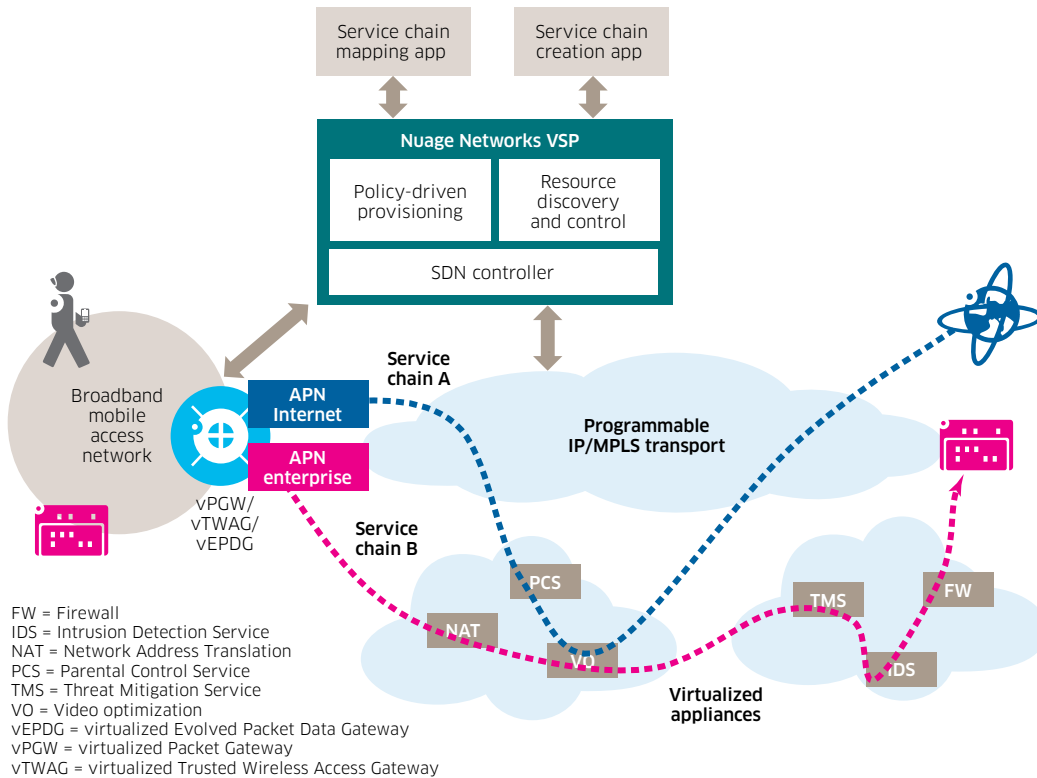 Service chain
mapping app
Service chain
creation app
Nuage Networks VSP
Policy-driven
provisioning
Resource
discovery
and control
SDN controller
Broadband
mobile
access
network
APN
Internet
APN
enterprise
vPGW/
vTWAG/
vEPDG
Service
chain A
Programmable
IP/MPLS transport
Service
chain B
PCS
NAT
VO
TMS
FW
IDS
Virtualized
appliances
FW = Firewall
IDS = Intrusion Detection Service
NAT = Network Address Translation
PCS = Parental Control Service
TMS = Threat Mitigation Service
VO = Video optimization
vEPDG = virtualized Evolved Packet Data Gateway
vPGW = virtualized Packet Gateway
vTWAG = virtualized Trusted Wireless Access Gateway